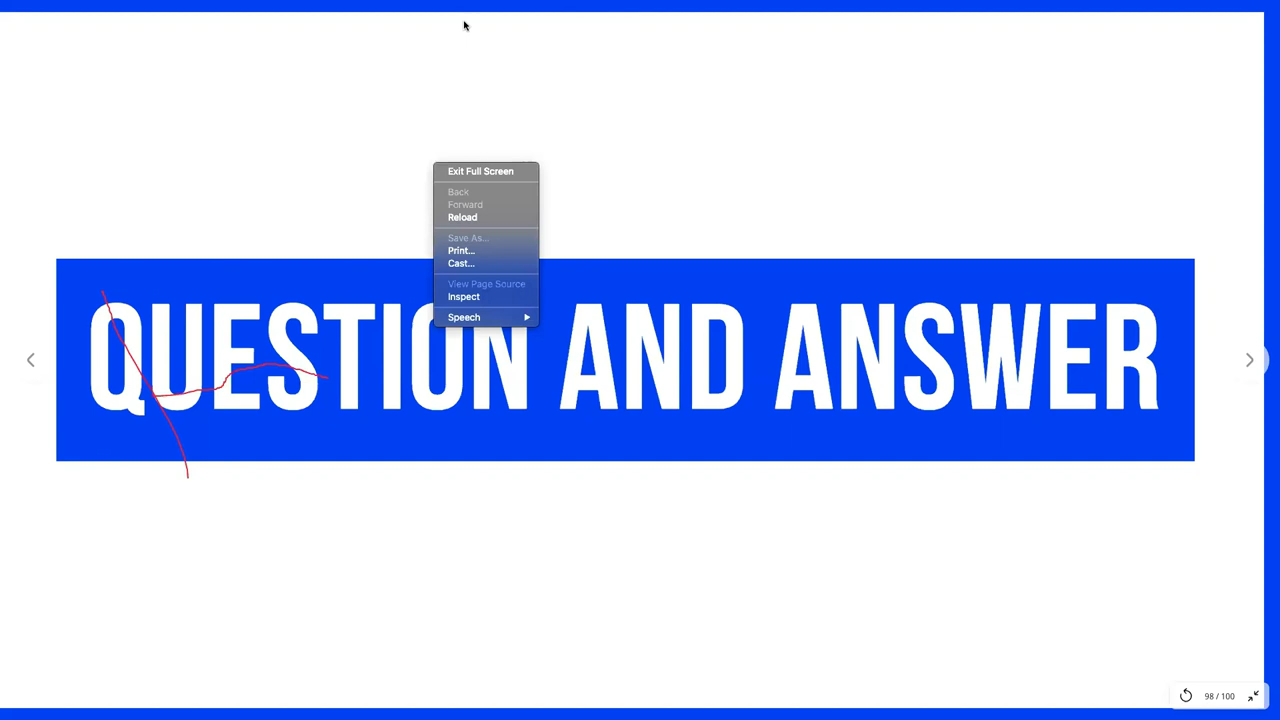 Exit Full Screen
Back
Forward
Reload
Save As...
Print...
Cast...
View Page Source
Inspect
Speech
QUESTION AND ANSWER
98 / 100